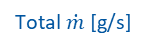 Total ṁ [g/s]